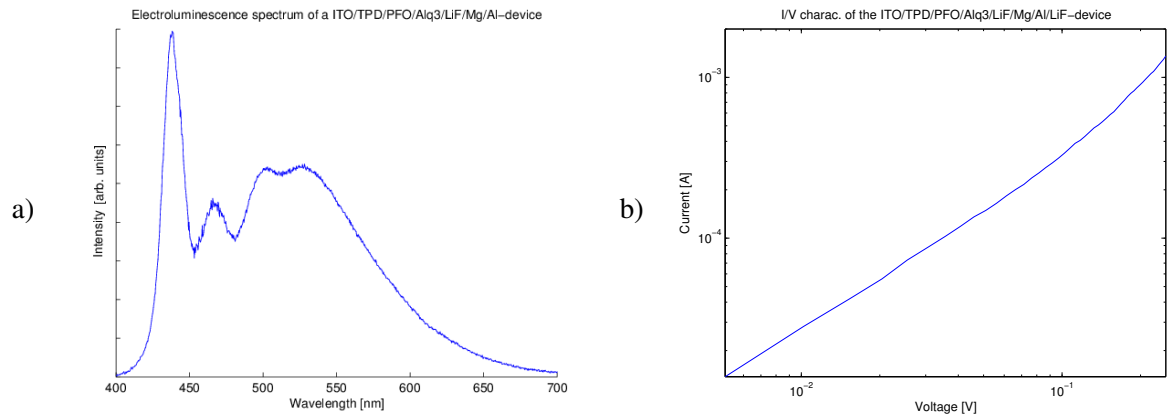 a)
Electroluminescence spectrum of a ITO/TPD/PFO/Alq3/LiF/Mg/Al−device
Intensity [arb. units]
400 450 500 550 600 650 700
Wavelength [nm]
b)
I/V charac. of the ITO/TPD/PFO/Alq3/LiF/Mg/Al/LiF−device
Current [A]
10⁻³
10⁻⁴
10⁻² 10⁻¹
Voltage [V]